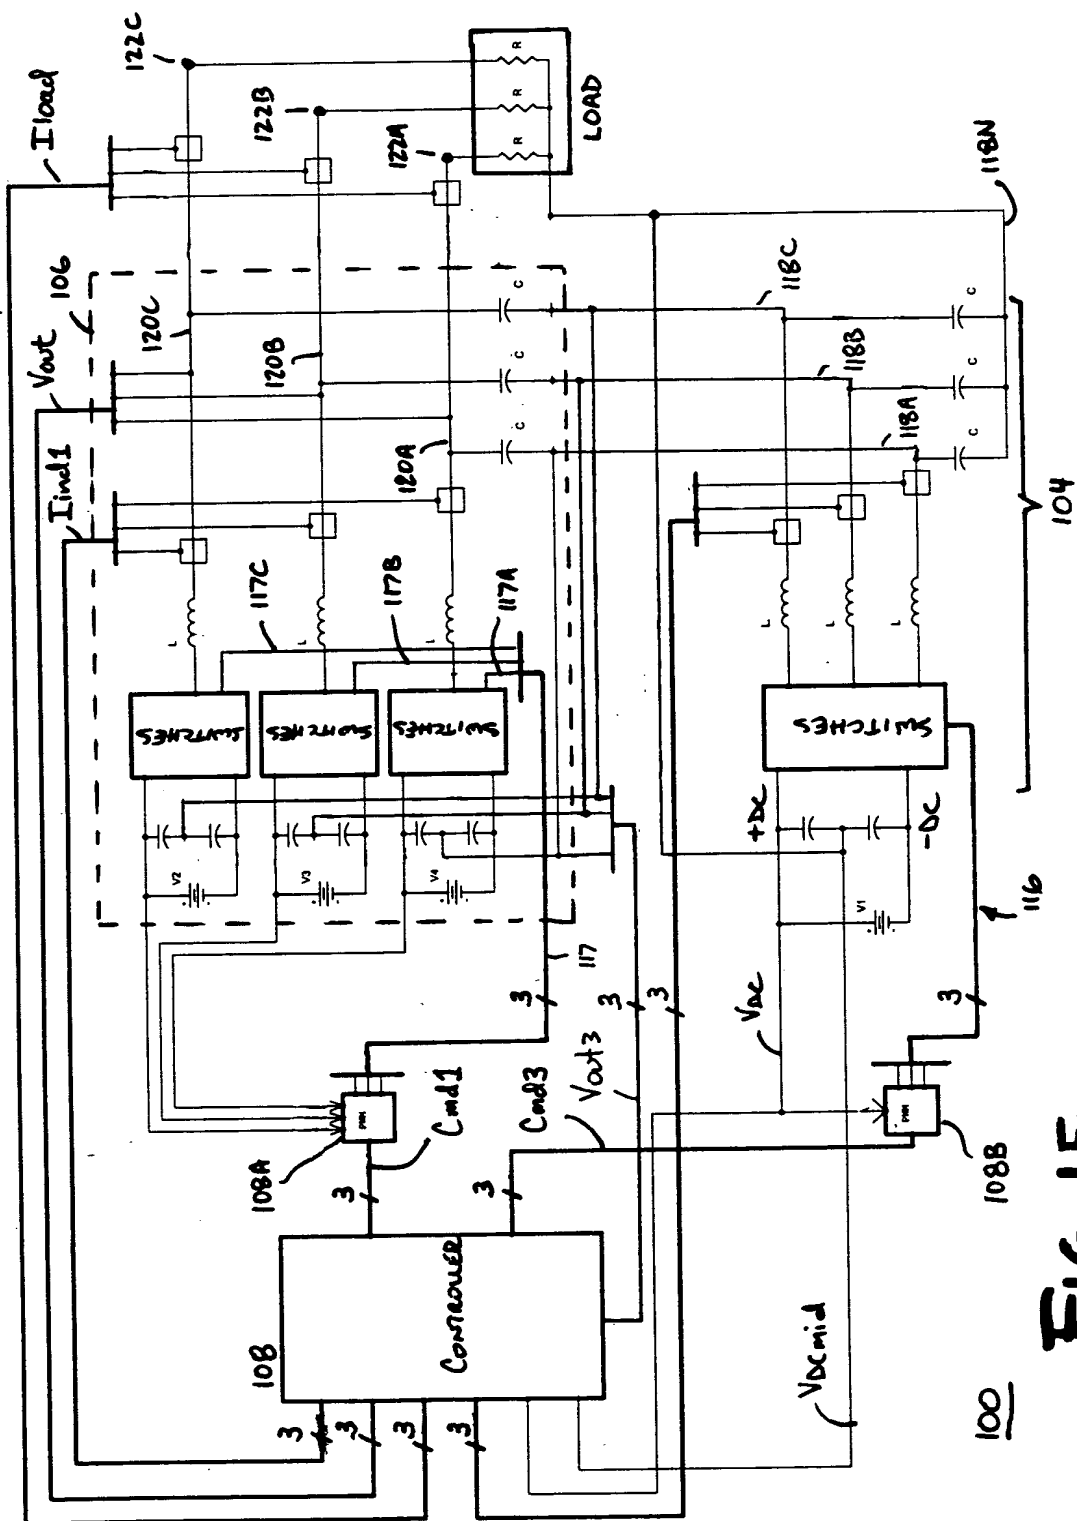 Iload
Vout
Iind1
106
120C
120B
120A
122C
122B
122A
R
R
R
LOAD
118N
118C
118B
118A
C
C
C
C
C
C
104
117C
117B
117A
L
L
L
L
L
L
SWITCHES
SWITCHES
SWITCHES
SWITCHES
V2
V3
V4
V1
+DC
-DC
116
117
3
3
3
3
VDC
Vout3
Cmd3
Cmd1
108A
PWM
108B
PWM
3
3
108
CONTROLLER
3
3
3
3
VDCmid
100